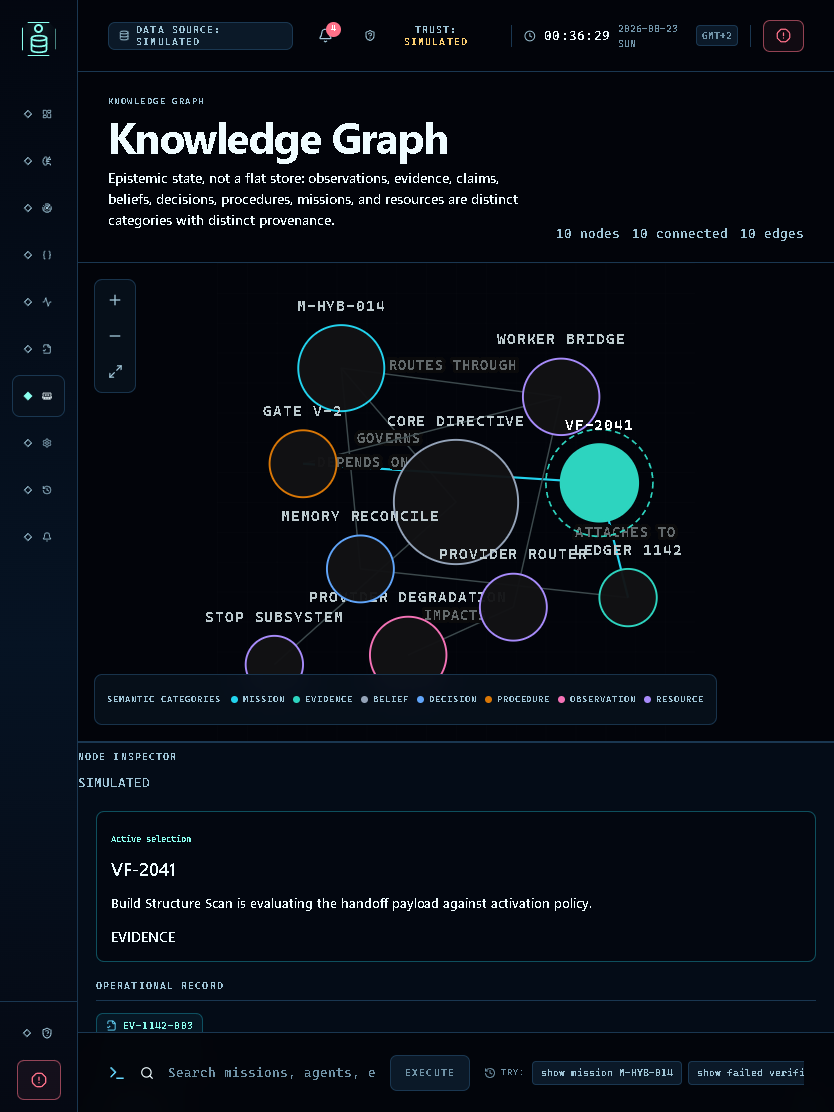 DATA SOURCE:
SIMULATED
4
TRUST:
SIMULATED
00:36:29
2026-08-23
SUN
GMT+2
KNOWLEDGE GRAPH
Knowledge Graph
Epistemic state, not a flat store: observations, evidence, claims,
beliefs, decisions, procedures, missions, and resources are distinct
categories with distinct provenance.
10 nodes 10 connected 10 edges
M-HYB-014
WORKER BRIDGE
ROUTES THROUGH
GATE V-2
CORE DIRECTIVE
VF-2041
GOVERNS
DEPENDS ON
MEMORY RECONCILE
ATTACHES TO
PROVIDER ROUTER
LEDGER 1142
PROVIDER DEGRADATION
IMPACTS
STOP SUBSYSTEM
SEMANTIC CATEGORIES MISSION EVIDENCE BELIEF DECISION PROCEDURE OBSERVATION RESOURCE
NODE INSPECTOR
SIMULATED
Active selection
VF-2041
Build Structure Scan is evaluating the handoff payload against activation policy.
EVIDENCE
OPERATIONAL RECORD
EV-1142-003
Search missions, agents, e
EXECUTE
TRY:
show mission M-HYB-014
show failed verifi